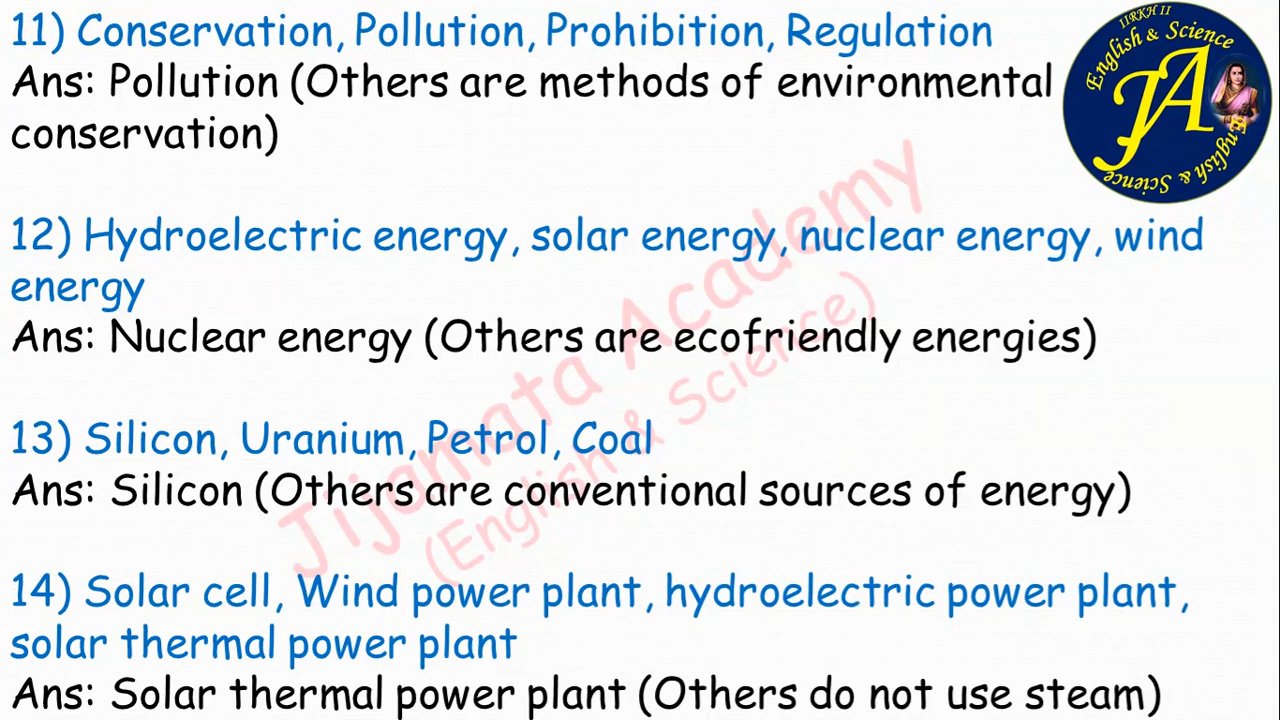 11) Conservation, Pollution, Prohibition, Regulation
Ans: Pollution (Others are methods of environmental
conservation)
12) Hydroelectric energy, solar energy, nuclear energy, wind
energy
Ans: Nuclear energy (Others are ecofriendly energies)
13) Silicon, Uranium, Petrol, Coal
Ans: Silicon (Others are conventional sources of energy)
14) Solar cell, Wind power plant, hydroelectric power plant,
solar thermal power plant
Ans: Solar thermal power plant (Others do not use steam)
IIRKH II
English & Science
JA
English & Science
Jijamata Academy
(English & Science)